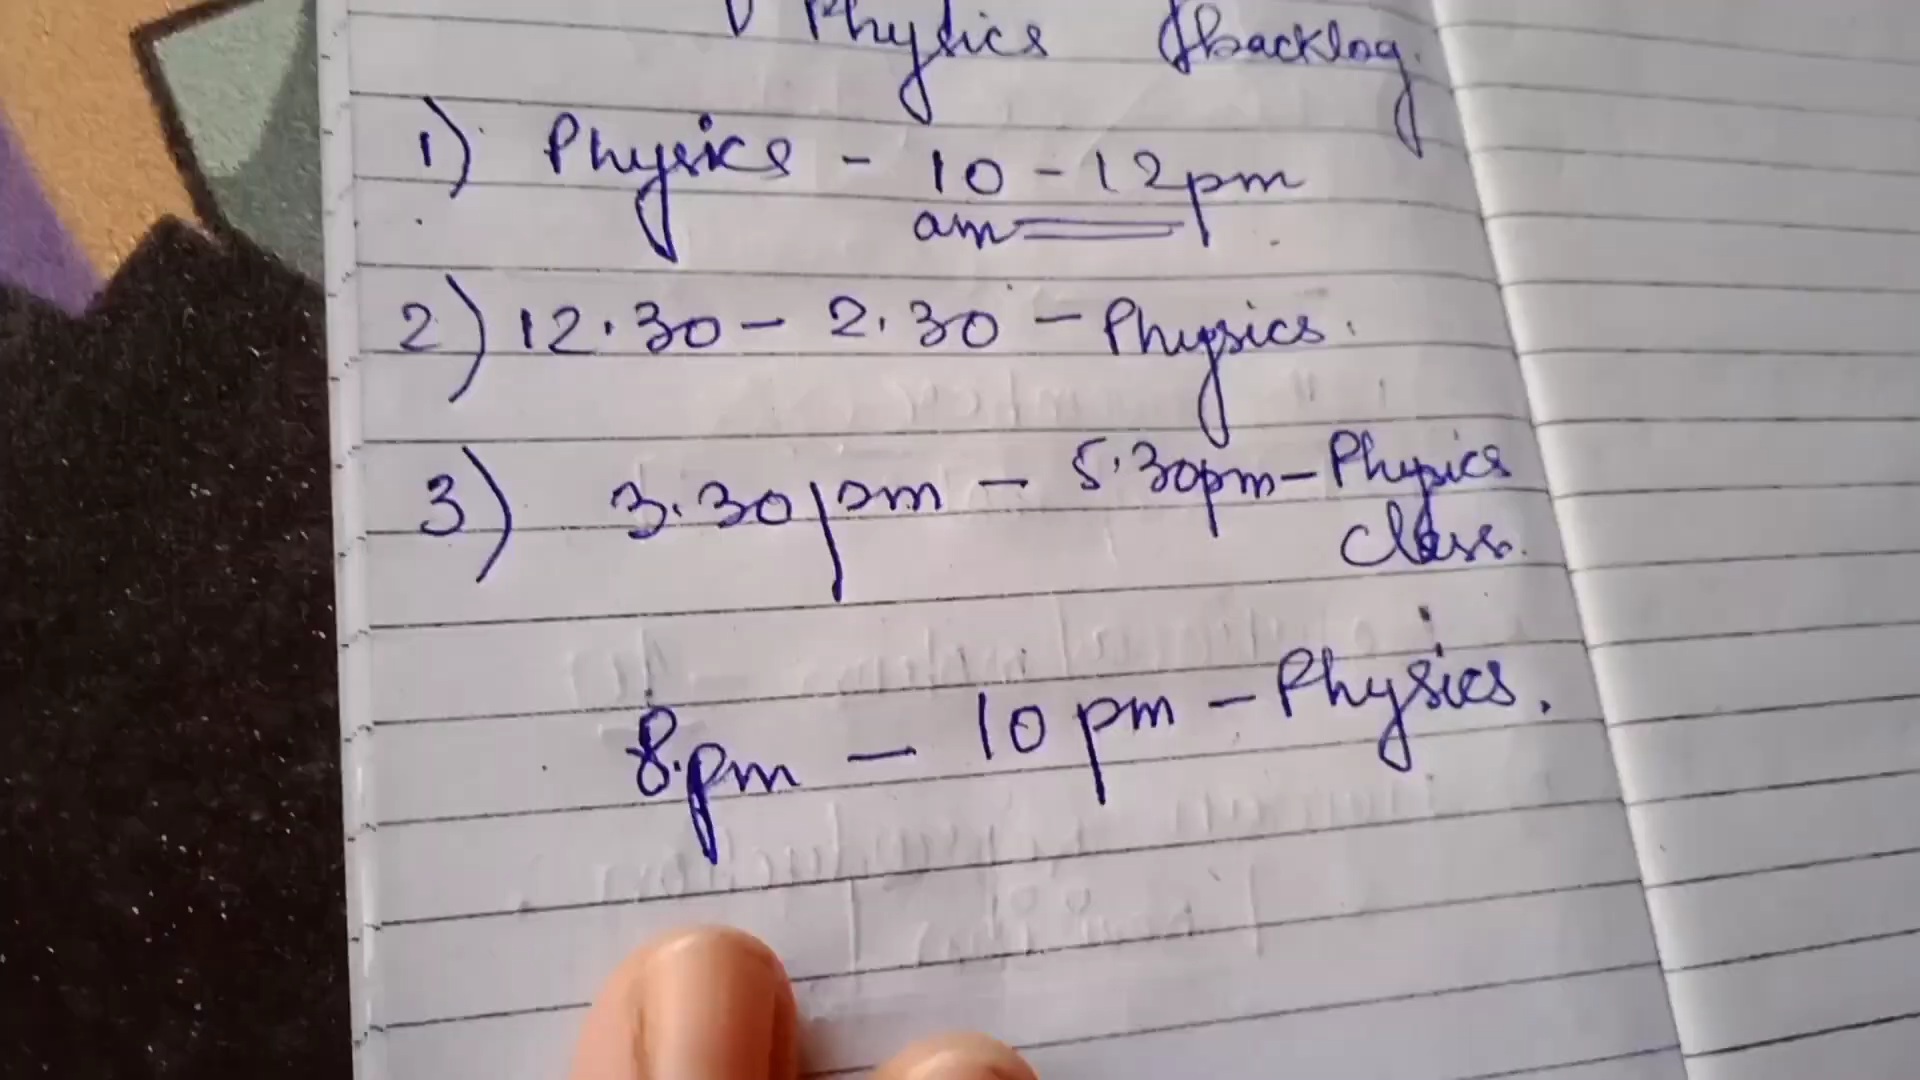 Physics backlog.
1) Physics - 10 - 12pm
am
2) 12.30 - 2.30 - Physics.
3) 3.30pm - 5.30pm - Physics
Class.
8.pm - 10 pm - Physics.